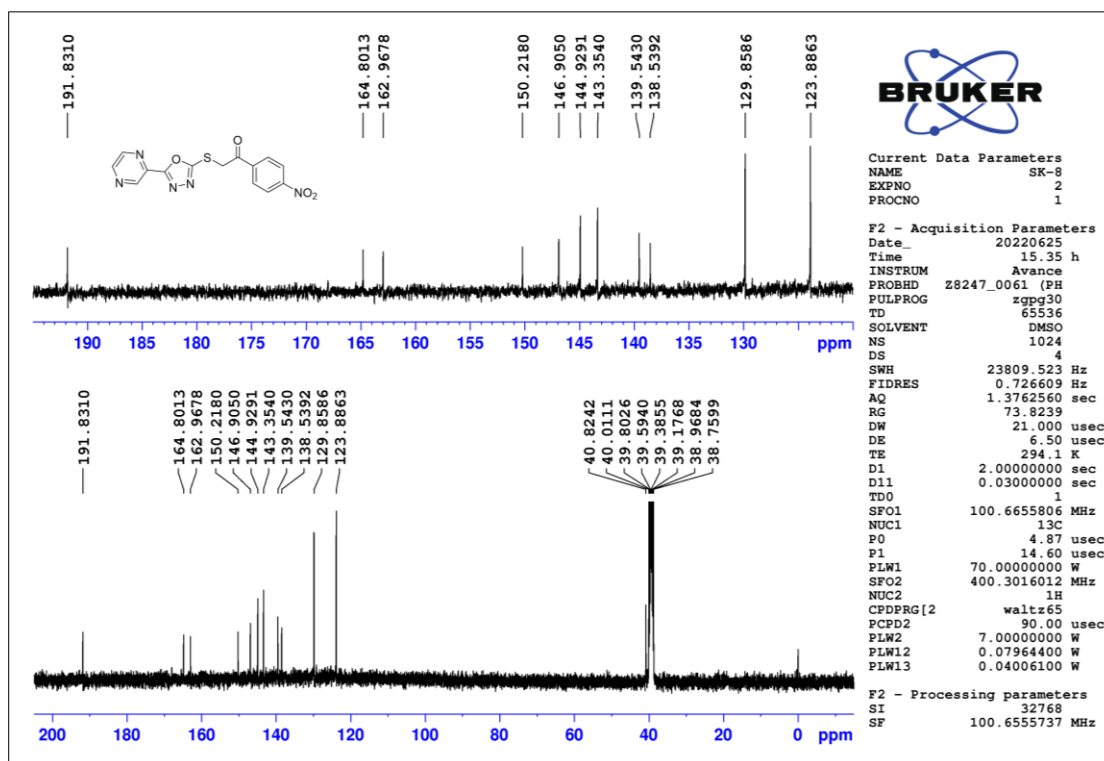 191.8310
164.8013
162.9678
150.2180
146.9050
144.9291
143.3540
139.5430
138.5392
129.8586
123.8863
O
N
O
S
N
N N
NO2
190 185 180 175 170 165 160 155 150 145 140 135 130 ppm
191.8310
164.8013
162.9678
150.2180
146.9050
144.9291
143.3540
139.5430
138.5392
129.8586
123.8863
40.8242
40.0111
39.8026
39.5940
39.3855
39.1768
38.9684
38.7599
200 180 160 140 120 100 80 60 40 20 0 ppm
BRUKER
Current Data Parameters
NAME SK-8
EXPNO 2
PROCNO 1
F2 - Acquisition Parameters
Date_ 20220625
Time 15.35 h
INSTRUM Avance
PROBHD Z8247_0061 (PH
PULPROG zgpg30
TD 65536
SOLVENT DMSO
NS 1024
DS 4
SWH 23809.523 Hz
FIDRES 0.726609 Hz
AQ 1.3762560 sec
RG 73.8239
DW 21.000 usec
DE 6.50 usec
TE 294.1 K
D1 2.00000000 sec
D11 0.03000000 sec
TD0 1
SFO1 100.6655806 MHz
NUC1 13C
P0 4.87 usec
P1 14.60 usec
PLW1 70.00000000 W
SFO2 400.3016012 MHz
NUC2 1H
CPDPRG[2 waltz65
PCPD2 90.00 usec
PLW2 7.00000000 W
PLW12 0.07964400 W
PLW13 0.04006100 W
F2 - Processing parameters
SI 32768
SF 100.6555737 MHz